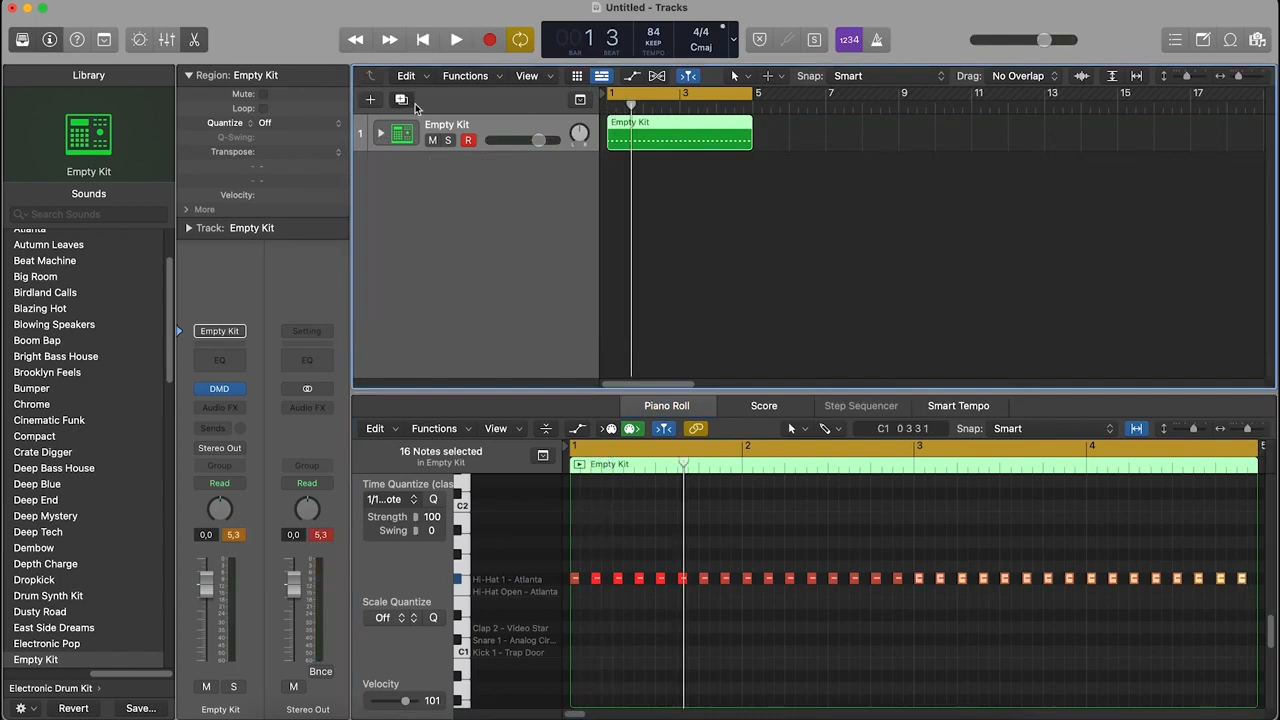 Untitled - Tracks
001 3
BAR BEAT
84
KEEP
TEMPO
4/4
Cmaj
1234
Library
Region: Empty Kit
Edit Functions View Snap: Smart Drag: No Overlap
Mute:
Loop:
Quantize Off
Q-Swing:
Transpose:
Velocity:
More
Track: Empty Kit
1 3 5 7 9 11 13 15 17
1
Empty Kit
M S R
Empty Kit
Empty Kit
Sounds
Search Sounds
Atlanta
Autumn Leaves
Beat Machine
Big Room
Birdland Calls
Blazing Hot
Blowing Speakers
Boom Bap
Bright Bass House
Brooklyn Feels
Bumper
Chrome
Cinematic Funk
Compact
Crate Digger
Deep Bass House
Deep Blue
Deep End
Deep Mystery
Deep Tech
Dembow
Depth Charge
Dropkick
Drum Synth Kit
Dusty Road
East Side Dreams
Electronic Pop
Empty Kit
Electronic Drum Kit
Revert Save...
Empty Kit Setting
EQ EQ
DMD
Audio FX Audio FX
Sends
Stereo Out
Group Group
Read Read
0,0 5,3 0,0 5,3
Bnce
M S M
Empty Kit Stereo Out
Piano Roll Score Step Sequencer Smart Tempo
Edit Functions View C1 0 3 3 1 Snap: Smart
16 Notes selected
in Empty Kit
1 2 3 4 5
Empty Kit
Time Quantize (clas
1/1...ote Q
Strength 100
Swing 0
Scale Quantize
Off Q
Velocity
101
C2
Hi-Hat 1 - Atlanta
Hi-Hat Open - Atlanta
Clap 2 - Video Star
Snare 1 - Analog Cir...
C1 Kick 1 - Trap Door